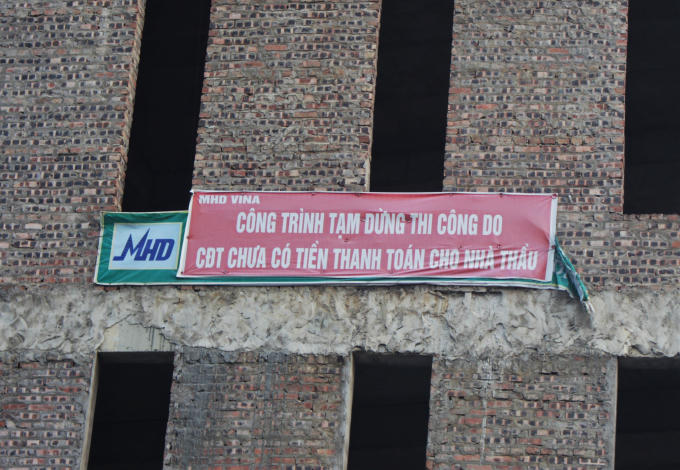 MHD VINA
MHD
CÔNG TRÌNH TẠM DỪNG THI CÔNG DO
CĐT CHƯA CÓ TIỀN THANH TOÁN CHO NHÀ THẦU